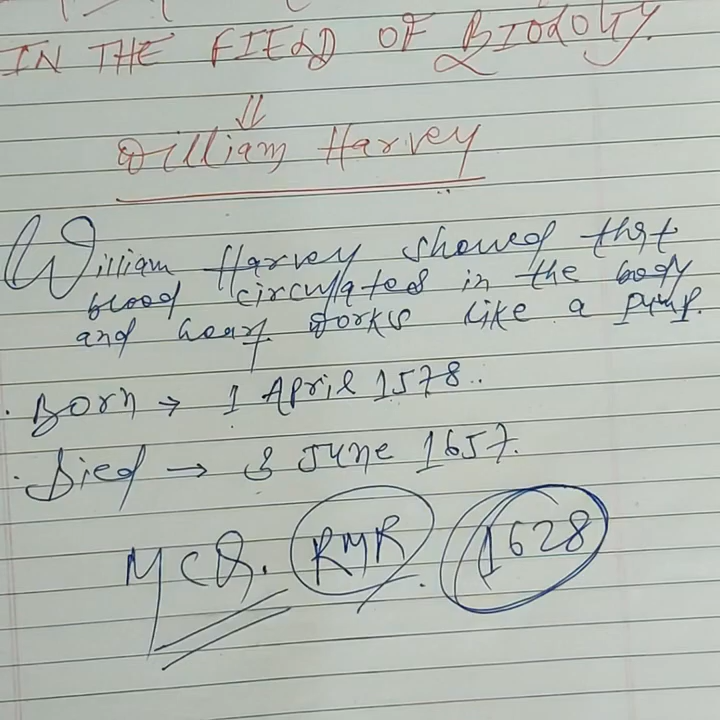 IN THE FIELD OF BIOLOGY
William Harvey
William Harvey showed that
blood circulated in the body
and heart works like a pump.
. Born → 1 April 1578..
. Died → 3 June 1657.
MCQ. RMR. 1628